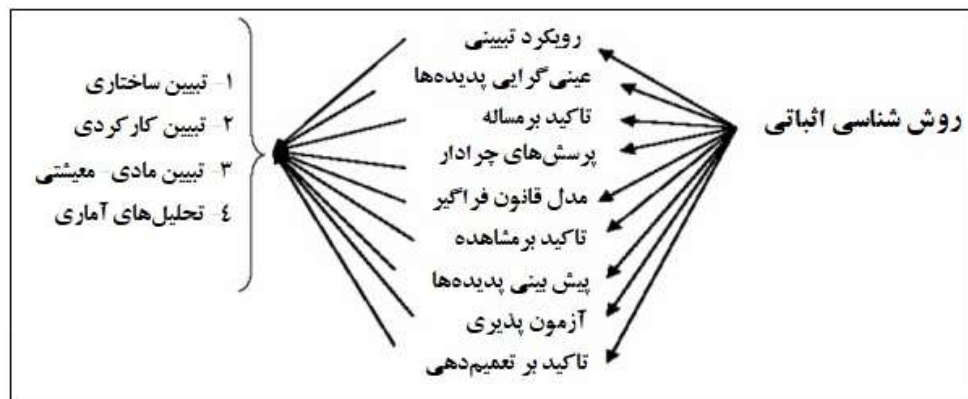 روش شناسی اثباتی
رویکرد تبیینی
عینی‌گرایی پدیده‌ها
تاکید برمساله
پرسش‌های چرادار
مدل قانون فراگیر
تاکید برمشاهده
پیش بینی پدیده‌ها
آزمون پذیری
تاکید بر تعمیم‌دهی
۱- تبیین ساختاری
۲- تبیین کارکردی
۳- تبیین مادی- معیشتی
٤- تحلیل‌های آماری